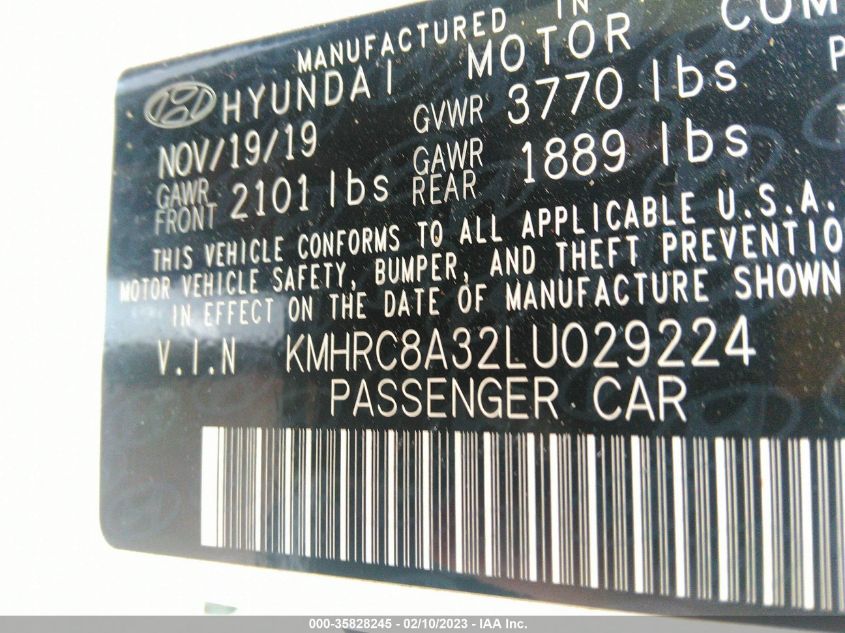 MANUFACTURED IN
HYUNDAI MOTOR COM
NOV/19/19 GVWR 3770 lbs P
GAWR FRONT 2101 lbs GAWR REAR 1889 lbs
THIS VEHICLE CONFORMS TO ALL APPLICABLE U.S.A.
MOTOR VEHICLE SAFETY, BUMPER, AND THEFT PREVENTIO
IN EFFECT ON THE DATE OF MANUFACTURE SHOWN
V.I.N KMHRC8A32LU029224
PASSENGER CAR
000-35828245 - 02/10/2023 - IAA Inc.